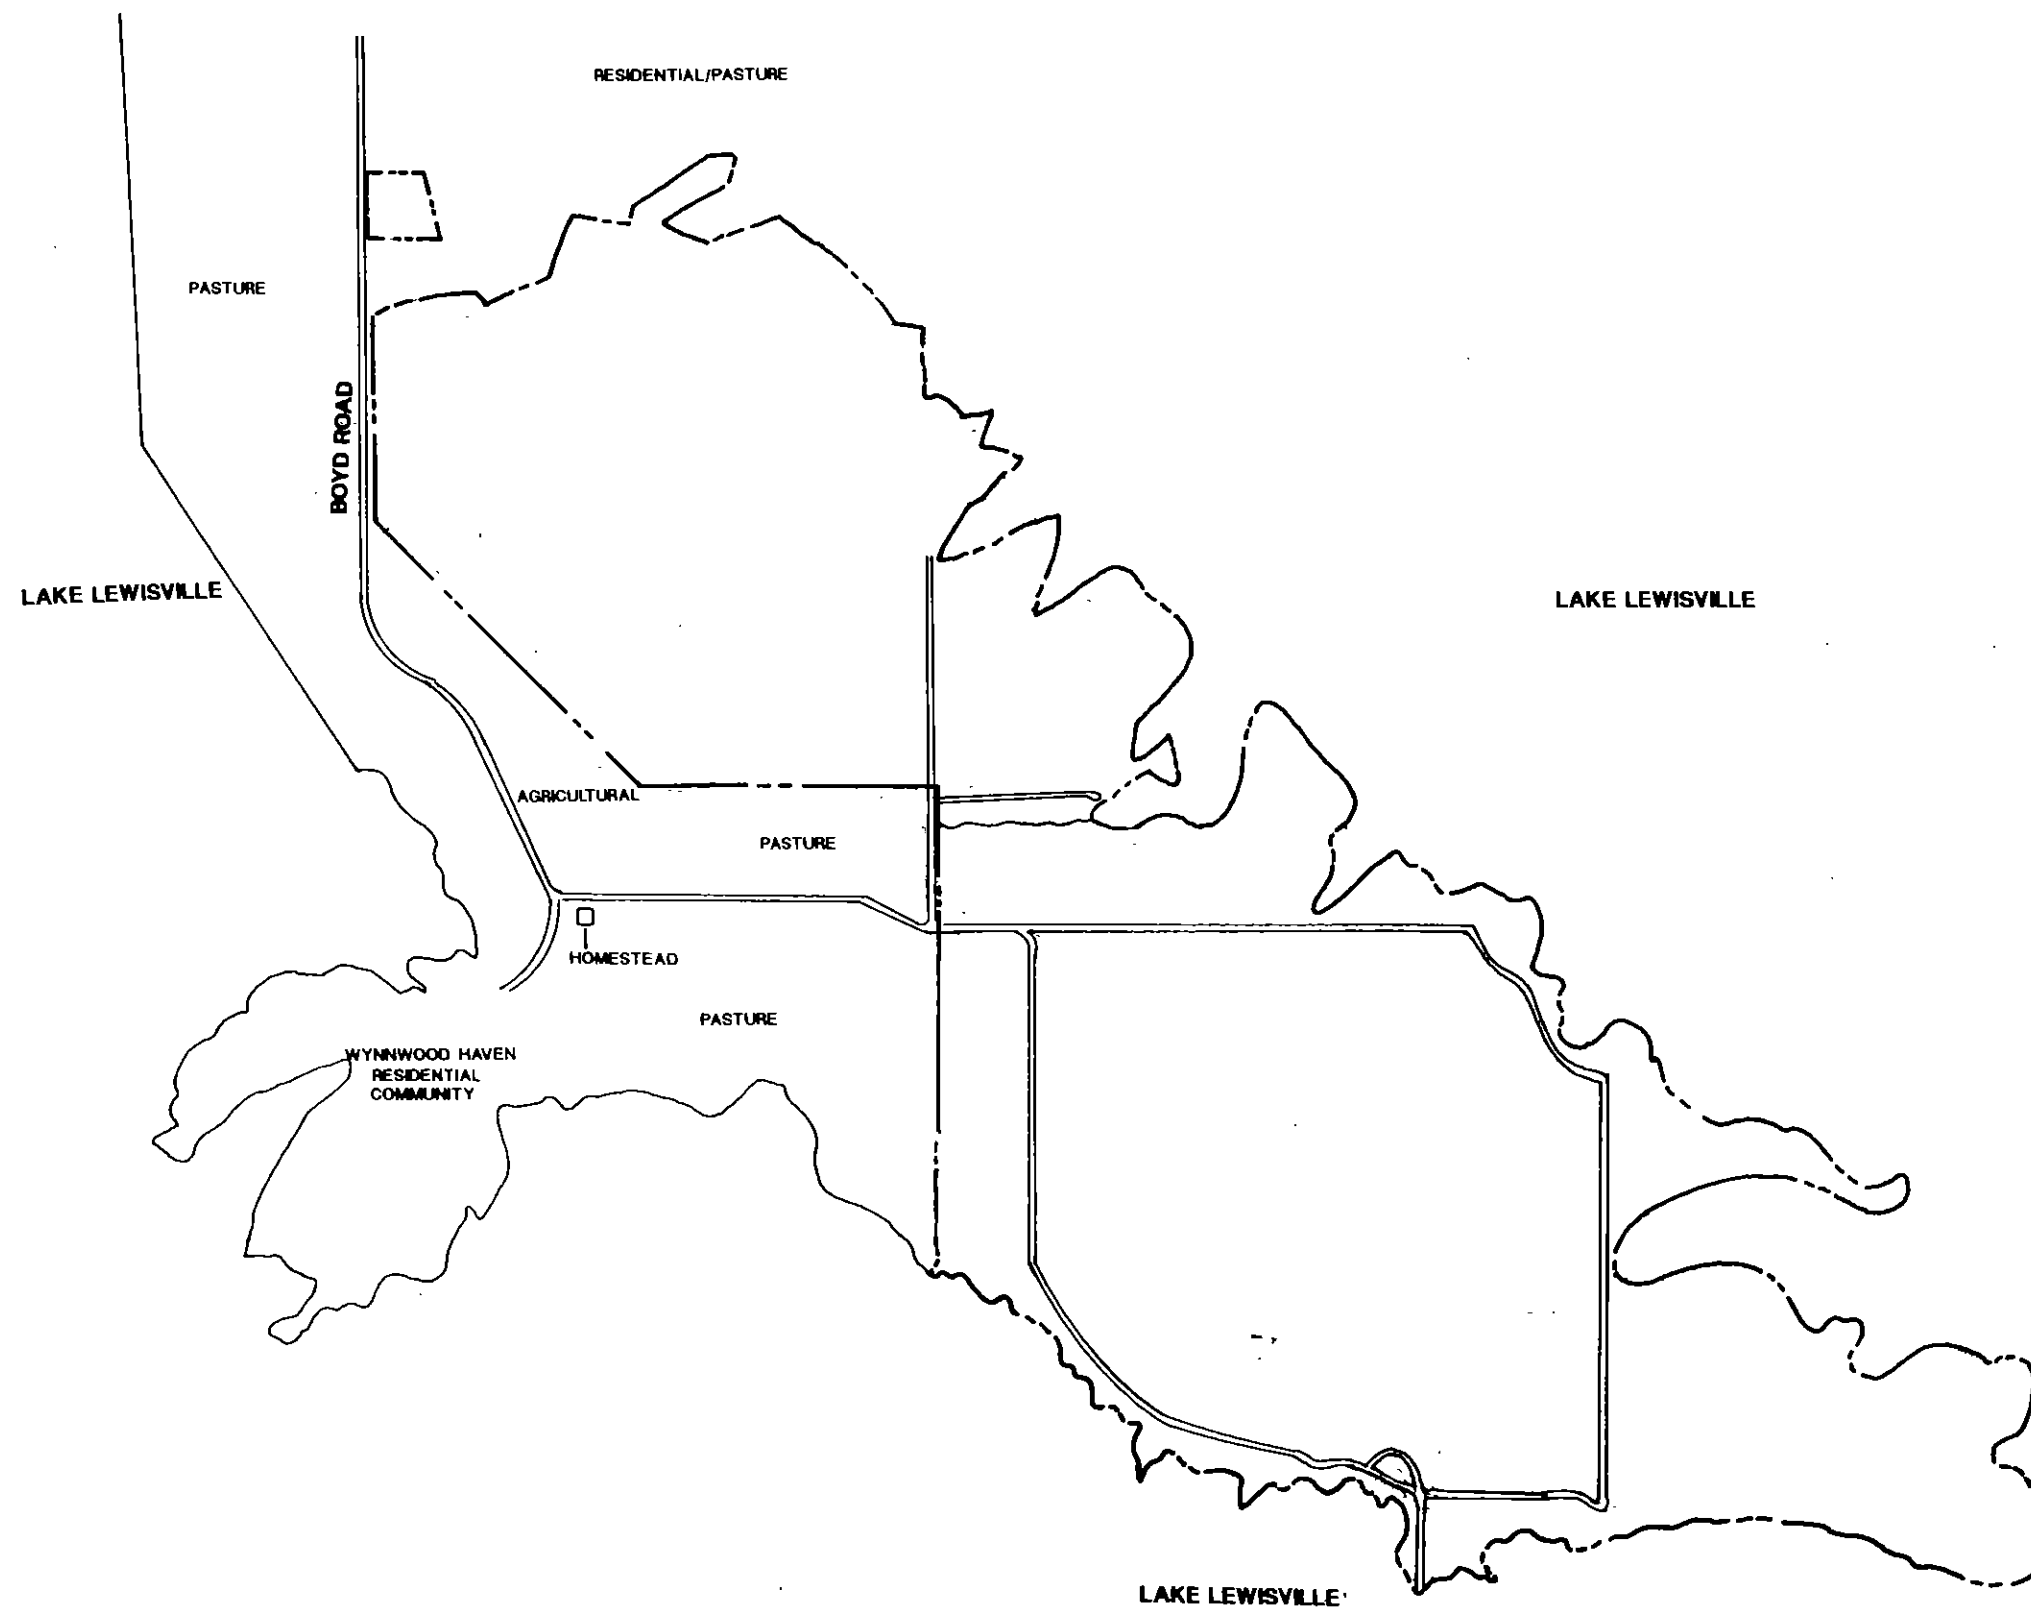 RESIDENTIAL/PASTURE
PASTURE
BOYD ROAD
LAKE LEWISVILLE
LAKE LEWISVILLE
AGRICULTURAL
PASTURE
HOMESTEAD
PASTURE
WYNNWOOD HAVEN
RESIDENTIAL
COMMUNITY
LAKE LEWISVILLE